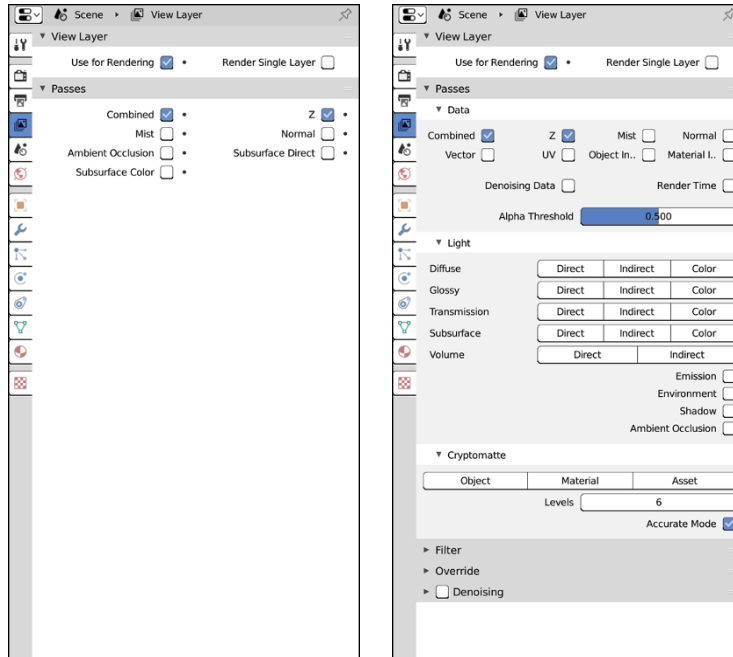 Scene View Layer
View Layer
Use for Rendering Render Single Layer
Passes
Combined Z
Mist Normal
Ambient Occlusion Subsurface Direct
Subsurface Color
Scene View Layer
View Layer
Use for Rendering Render Single Layer
Passes
Data
Combined Z Mist Normal
Vector UV Object In.. Material I..
Denoising Data Render Time
Alpha Threshold 0.500
Light
Diffuse Direct Indirect Color
Glossy Direct Indirect Color
Transmission Direct Indirect Color
Subsurface Direct Indirect Color
Volume Direct Indirect
Emission
Environment
Shadow
Ambient Occlusion
Cryptomatte
Object Material Asset
Levels 6
Accurate Mode
Filter
Override
Denoising